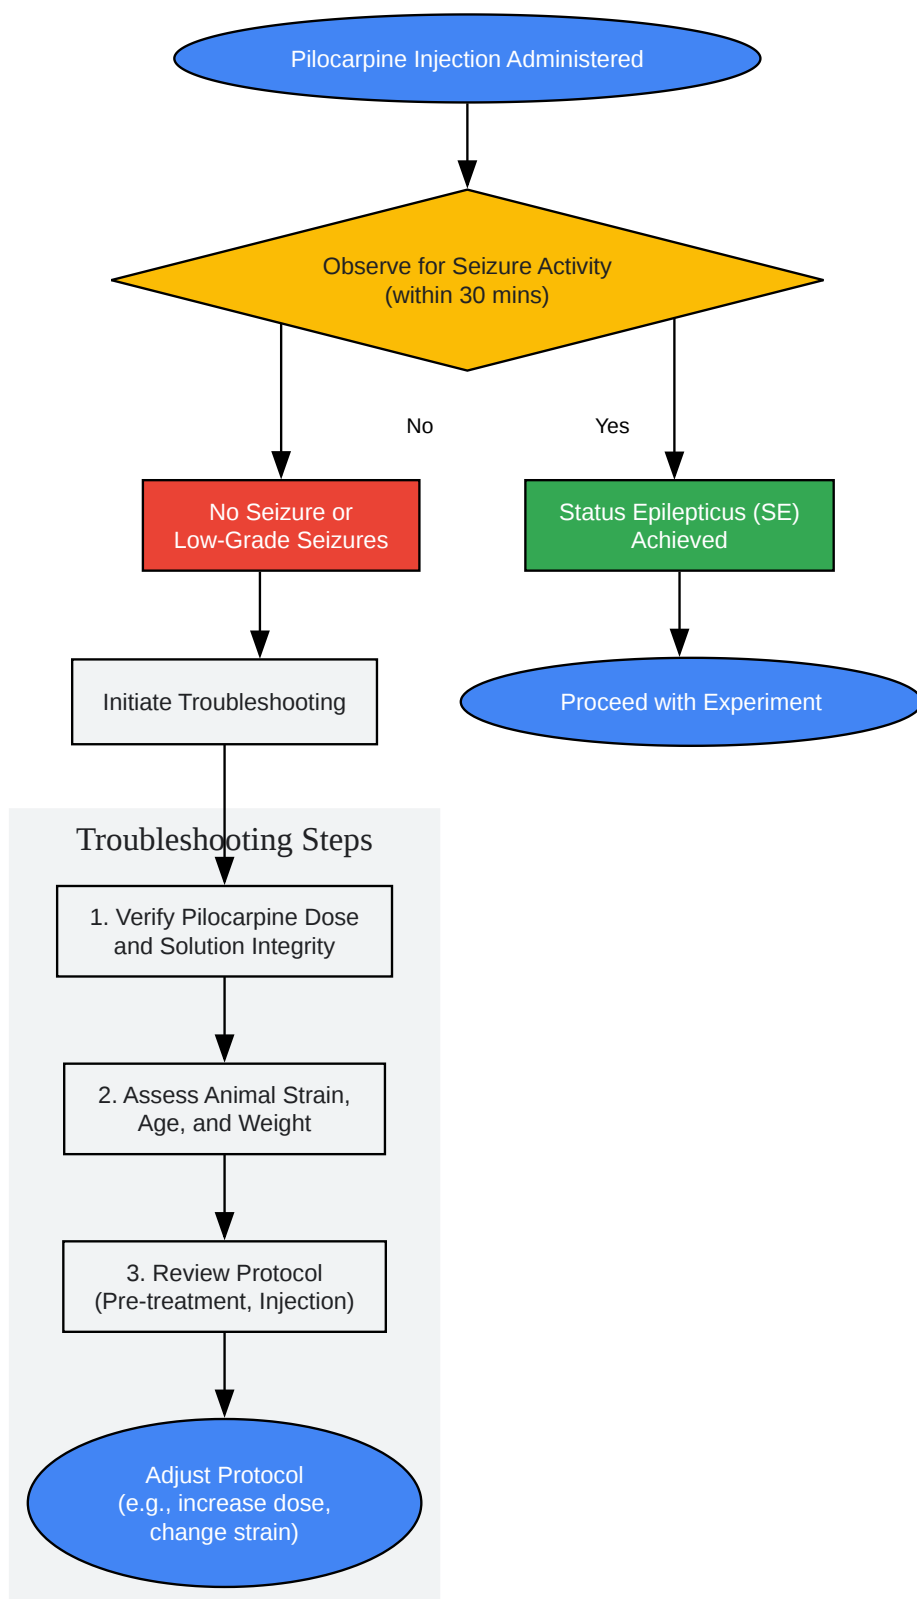 Pilocarpine Injection Administered
Observe for Seizure Activity
(within 30 mins)
No
Yes
No Seizure or
Low-Grade Seizures
Status Epilepticus (SE)
Achieved
Initiate Troubleshooting
Proceed with Experiment
Troubleshooting Steps
1. Verify Pilocarpine Dose
and Solution Integrity
2. Assess Animal Strain,
Age, and Weight
3. Review Protocol
(Pre-treatment, Injection)
Adjust Protocol
(e.g., increase dose,
change strain)